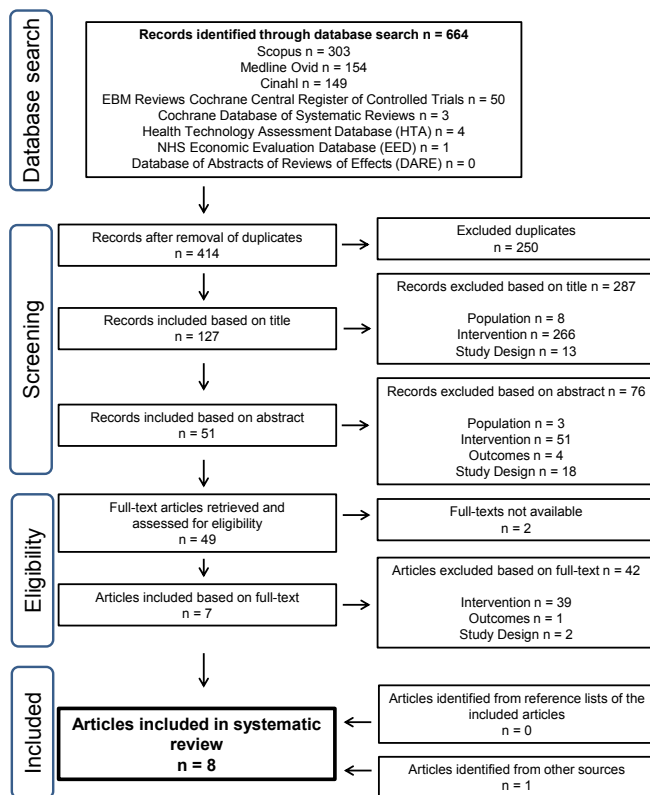 Database search
Records identified through database search n = 664
Scopus n = 303
Medline Ovid n = 154
Cinahl n = 149
EBM Reviews Cochrane Central Register of Controlled Trials n = 50
Cochrane Database of Systematic Reviews n = 3
Health Technology Assessment Database (HTA) n = 4
NHS Economic Evaluation Database (EED) n = 1
Database of Abstracts of Reviews of Effects (DARE) n = 0
Screening
Records after removal of duplicates
n = 414
Excluded duplicates
n = 250
Records included based on title
n = 127
Records excluded based on title n = 287
Population n = 8
Intervention n = 266
Study Design n = 13
Records included based on abstract
n = 51
Records excluded based on abstract n = 76
Population n = 3
Intervention n = 51
Outcomes n = 4
Study Design n = 18
Eligibility
Full-text articles retrieved and
assessed for eligibility
n = 49
Full-texts not available
n = 2
Articles included based on full-text
n = 7
Articles excluded based on full-text n = 42
Intervention n = 39
Outcomes n = 1
Study Design n = 2
Included
Articles included in systematic
review
n = 8
Articles identified from reference lists of the
included articles
n = 0
Articles identified from other sources
n = 1